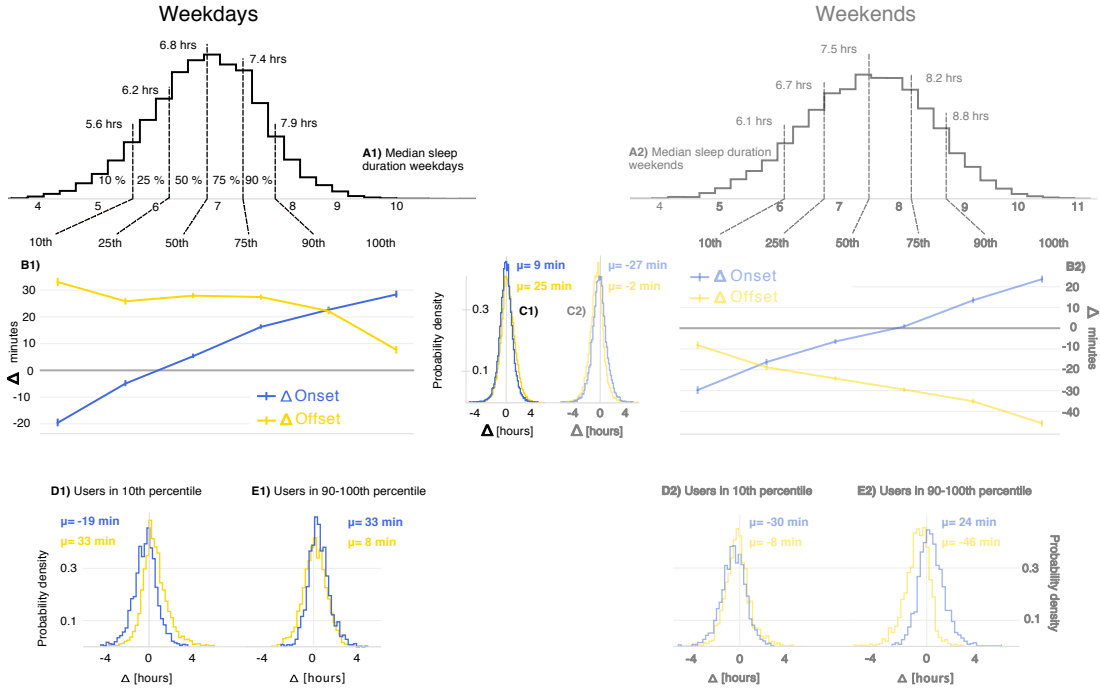 Weekdays
Weekends
6.8 hrs
7.4 hrs
6.2 hrs
5.6 hrs
7.9 hrs
A1) Median sleep
duration weekdays
10 % 25 % 50 % 75 % 90 %
4 5 6 7 8 9 10
10th 25th 50th 75th 90th 100th
7.5 hrs
6.7 hrs
8.2 hrs
6.1 hrs
8.8 hrs
A2) Median sleep duration
weekends
4 5 6 7 8 9 10 11
10th 25th 50th 75th 90th 100th
B1)
30
20
10
0
-10
-20
Δ minutes
Δ Onset
Δ Offset
μ= 9 min
μ= 25 min
C1)
μ= -27 min
μ= -2 min
C2)
Probability density
0.3
0.1
-4 0 4
-4 0 4
Δ [hours]
Δ [hours]
B2)
Δ Onset
Δ Offset
20
10
0
-10
-20
-30
-40
Δ minutes
D1) Users in 10th percentile
μ= -19 min
μ= 33 min
E1) Users in 90-100th percentile
μ= 33 min
μ= 8 min
Probability density
0.3
0.1
-4 0 4
-4 0 4
Δ [hours]
Δ [hours]
D2) Users in 10th percentile
μ= -30 min
μ= -8 min
E2) Users in 90-100th percentile
μ= 24 min
μ= -46 min
Probability density
0.3
0.1
-4 0 4
-4 0 4
Δ [hours]
Δ [hours]